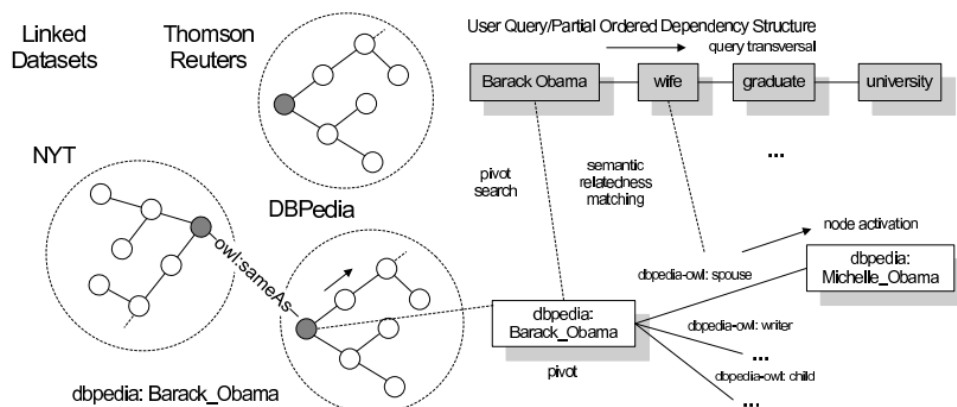 Linked
Datasets
Thomson
Reuters
NYT
DBPedia
owl:sameAs
dbpedia: Barack_Obama
User Query/Partial Ordered Dependency Structure
query transversal
Barack Obama
wife
graduate
university
...
pivot
search
semantic
relatedness
matching
node activation
dbpedia-owl: spouse
dbpedia:
Michelle_Obama
dbpedia:
Barack_Obama
pivot
dbpedia-owl: writer
...
dbpedia-owl: child
...